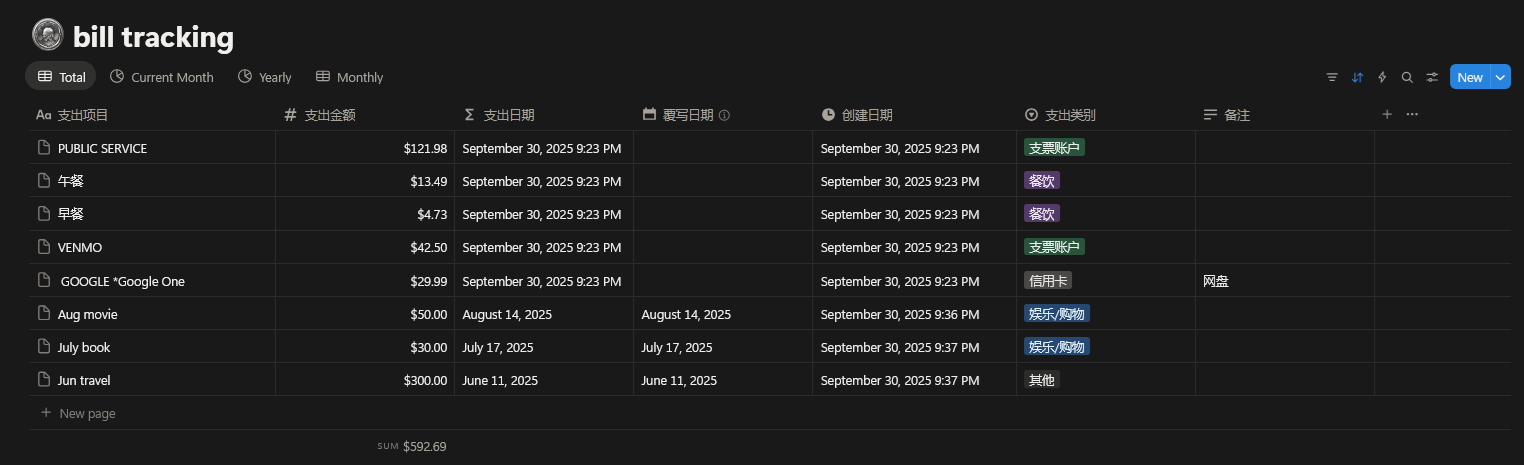 bill tracking
Total Current Month Yearly Monthly New
Aa 支出项目 # 支出金额 Σ 支出日期 覆写日期 创建日期 支出类别 备注
PUBLIC SERVICE $121.98 September 30, 2025 9:23 PM September 30, 2025 9:23 PM 支票账户
午餐 $13.49 September 30, 2025 9:23 PM September 30, 2025 9:23 PM 餐饮
早餐 $4.73 September 30, 2025 9:23 PM September 30, 2025 9:23 PM 餐饮
VENMO $42.50 September 30, 2025 9:23 PM September 30, 2025 9:23 PM 支票账户
GOOGLE *Google One $29.99 September 30, 2025 9:23 PM September 30, 2025 9:23 PM 信用卡 网盘
Aug movie $50.00 August 14, 2025 August 14, 2025 September 30, 2025 9:36 PM 娱乐/购物
July book $30.00 July 17, 2025 July 17, 2025 September 30, 2025 9:37 PM 娱乐/购物
Jun travel $300.00 June 11, 2025 June 11, 2025 September 30, 2025 9:37 PM 其他
+ New page
SUM $592.69